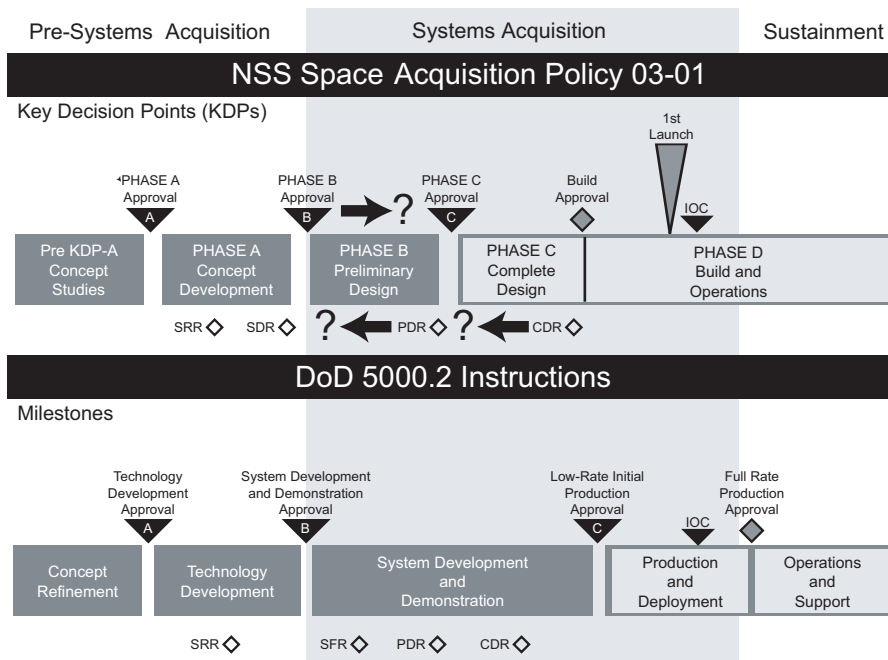 Pre-Systems Acquisition
Systems Acquisition
Sustainment
NSS Space Acquisition Policy 03-01
Key Decision Points (KDPs)
1st
Launch
PHASE A
Approval
A
PHASE B
Approval
B
?
PHASE C
Approval
C
Build
Approval
IOC
Pre KDP-A
Concept
Studies
PHASE A
Concept
Development
PHASE B
Preliminary
Design
PHASE C
Complete
Design
PHASE D
Build and
Operations
SRR
SDR
?
PDR
?
CDR
DoD 5000.2 Instructions
Milestones
Technology
Development
Approval
A
System Development
and Demonstration
Approval
B
Low-Rate Initial
Production
Approval
C
IOC
Full Rate
Production
Approval
Concept
Refinement
Technology
Development
System Development
and
Demonstration
Production
and
Deployment
Operations
and
Support
SRR
SFR
PDR
CDR